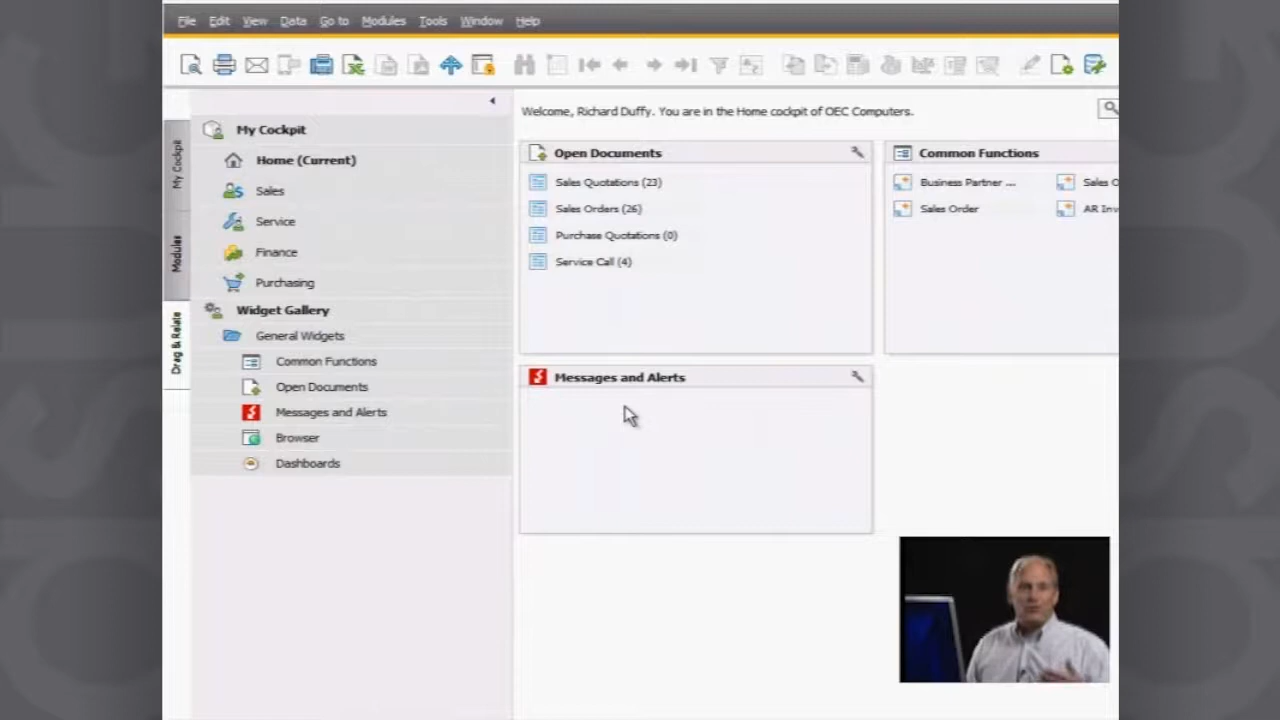 File Edit View Data Go to Modules Tools Window Help
Welcome, Richard Duffy. You are in the Home cockpit of OEC Computers.
My Cockpit
Modules
Drag & Relate
My Cockpit
Home (Current)
Sales
Service
Finance
Purchasing
Widget Gallery
General Widgets
Common Functions
Open Documents
Messages and Alerts
Browser
Dashboards
Open Documents
Sales Quotations (23)
Sales Orders (26)
Purchase Quotations (0)
Service Call (4)
Common Functions
Business Partner ... Sales O
Sales Order AR Inv
Messages and Alerts